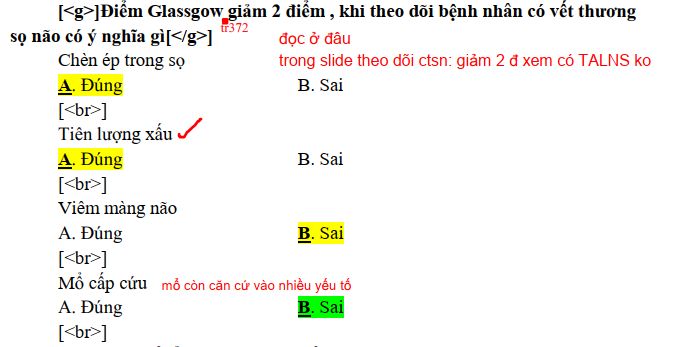 [<g>]Điểm Glassgow giảm 2 điểm , khi theo dõi bệnh nhân có vết thương
sọ não có ý nghĩa gì[</g>] tr372 đọc ở đâu
Chèn ép trong sọ trong slide theo dõi ctsn: giảm 2 đ xem có TALNS ko
A. Đúng B. Sai
[<br>]
Tiên lượng xấu
A. Đúng B. Sai
[<br>]
Viêm màng não
A. Đúng B. Sai
[<br>]
Mổ cấp cứu mổ còn căn cứ vào nhiều yếu tố
A. Đúng B. Sai
[<br>]